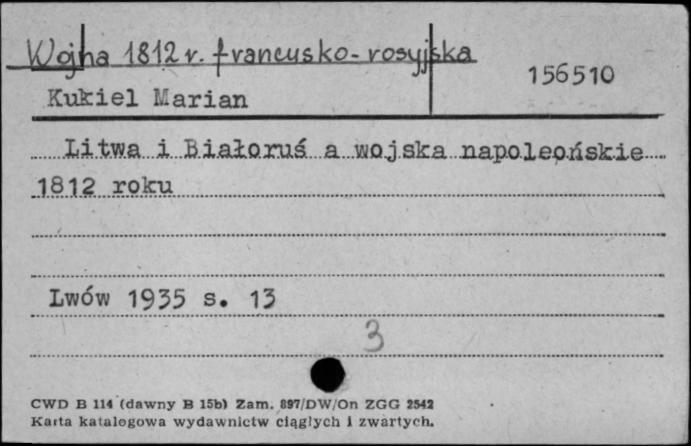 Wojna 1812 r. francusko-rosyjska
156510
Kukiel Marian
Litwa i Białoruś a wojska napoleońskie
1812 roku
Lwów 1935 s. 13
3
CWD B 114 (dawny B 15b) Zam. 897/DW/On ZGG 2542
Karta katalogowa wydawnictw ciągłych i zwartych.